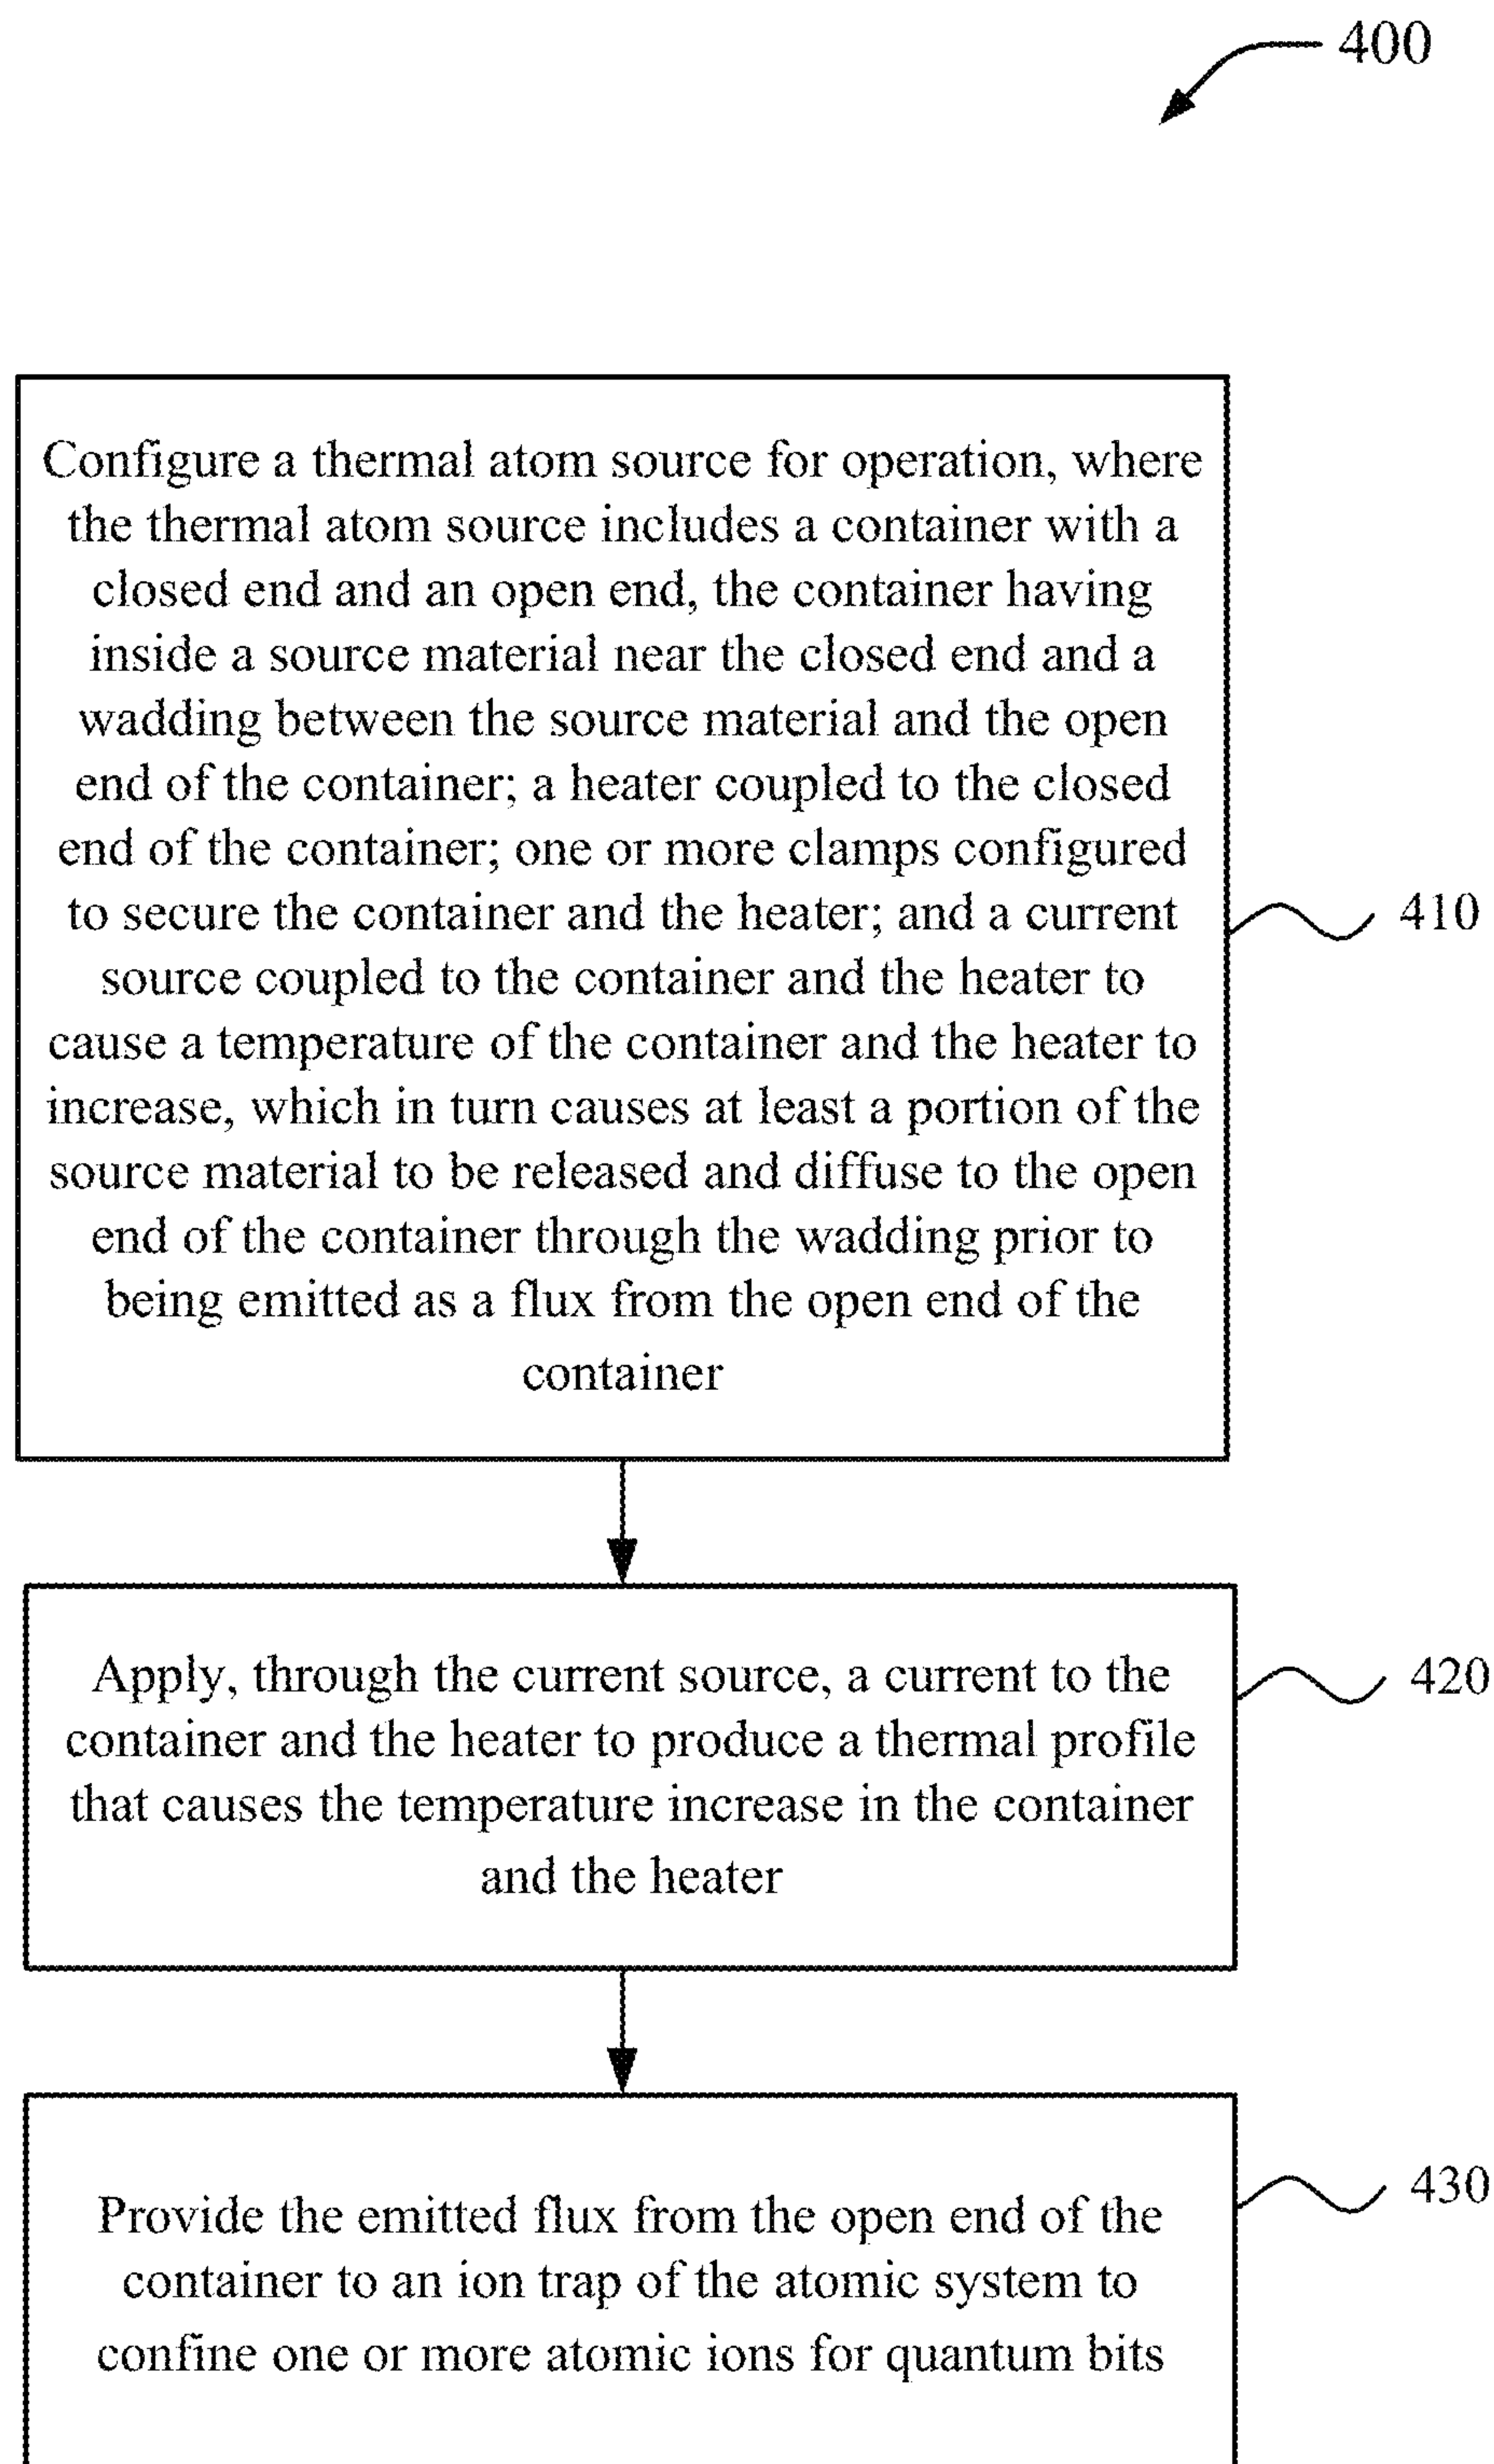 400
Configure a thermal atom source for operation, where
the thermal atom source includes a container with a
closed end and an open end, the container having
inside a source material near the closed end and a
wadding between the source material and the open
end of the container; a heater coupled to the closed
end of the container; one or more clamps configured
to secure the container and the heater; and a current
source coupled to the container and the heater to
cause a temperature of the container and the heater to
increase, which in turn causes at least a portion of the
source material to be released and diffuse to the open
end of the container through the wadding prior to
being emitted as a flux from the open end of the
container
410
Apply, through the current source, a current to the
container and the heater to produce a thermal profile
that causes the temperature increase in the container
and the heater
420
Provide the emitted flux from the open end of the
container to an ion trap of the atomic system to
confine one or more atomic ions for quantum bits
430